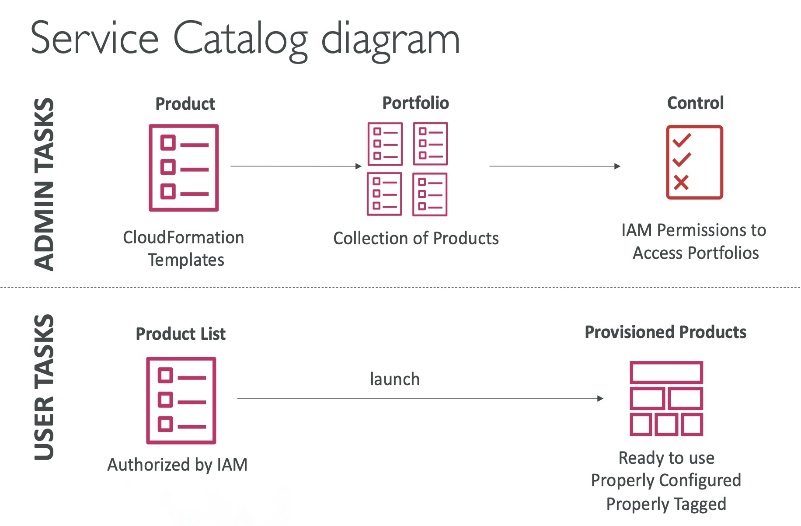 Service Catalog diagram
ADMIN TASKS
Product
Portfolio
Control
CloudFormation
Templates
Collection of Products
IAM Permissions to
Access Portfolios
USER TASKS
Product List
Provisioned Products
launch
Authorized by IAM
Ready to use
Properly Configured
Properly Tagged